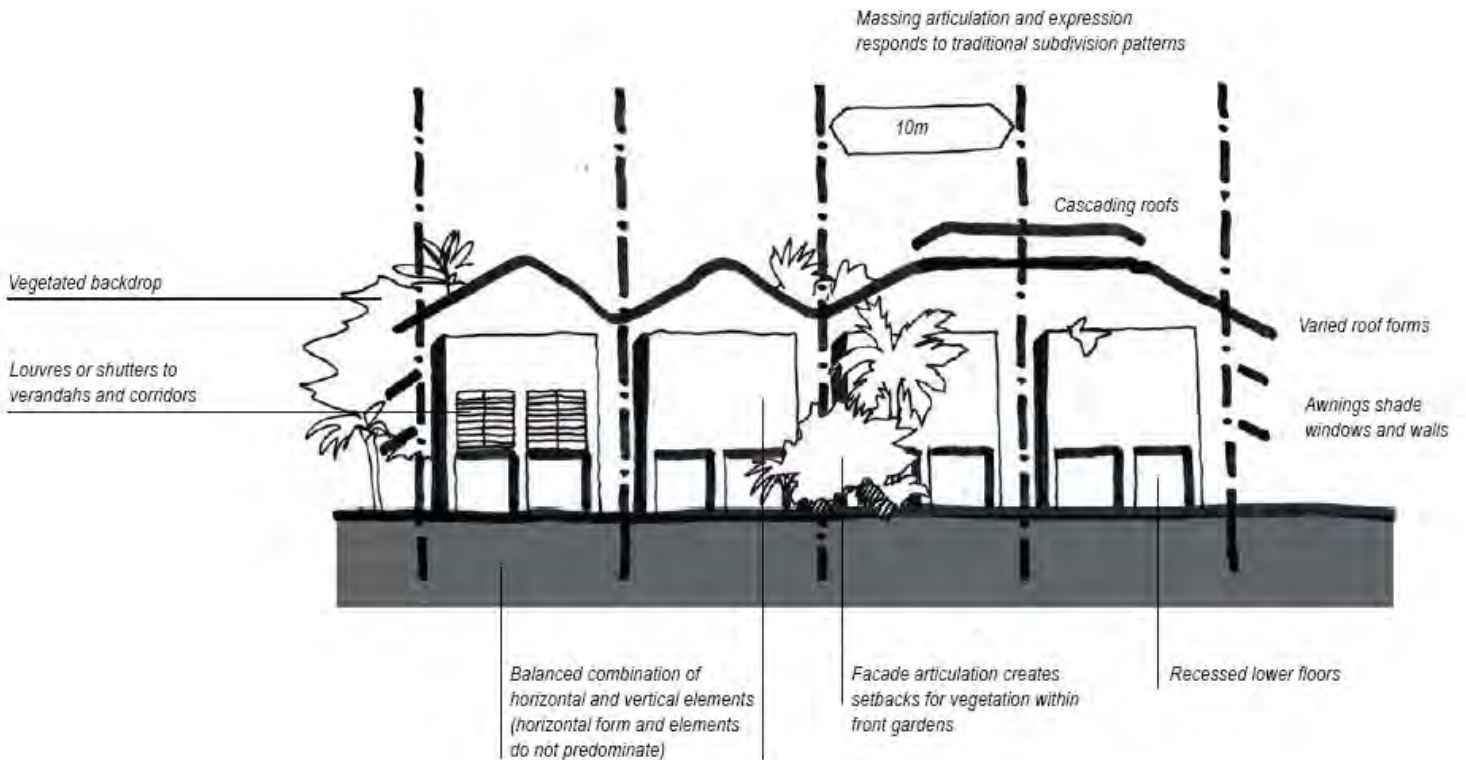 Massing articulation and expression
responds to traditional subdivision patterns
10m
Cascading roofs
Vegetated backdrop
Varied roof forms
Louvres or shutters to
verandahs and corridors
Awnings shade
windows and walls
Balanced combination of
horizontal and vertical elements
(horizontal form and elements
do not predominate)
Facade articulation creates
setbacks for vegetation within
front gardens
Recessed lower floors